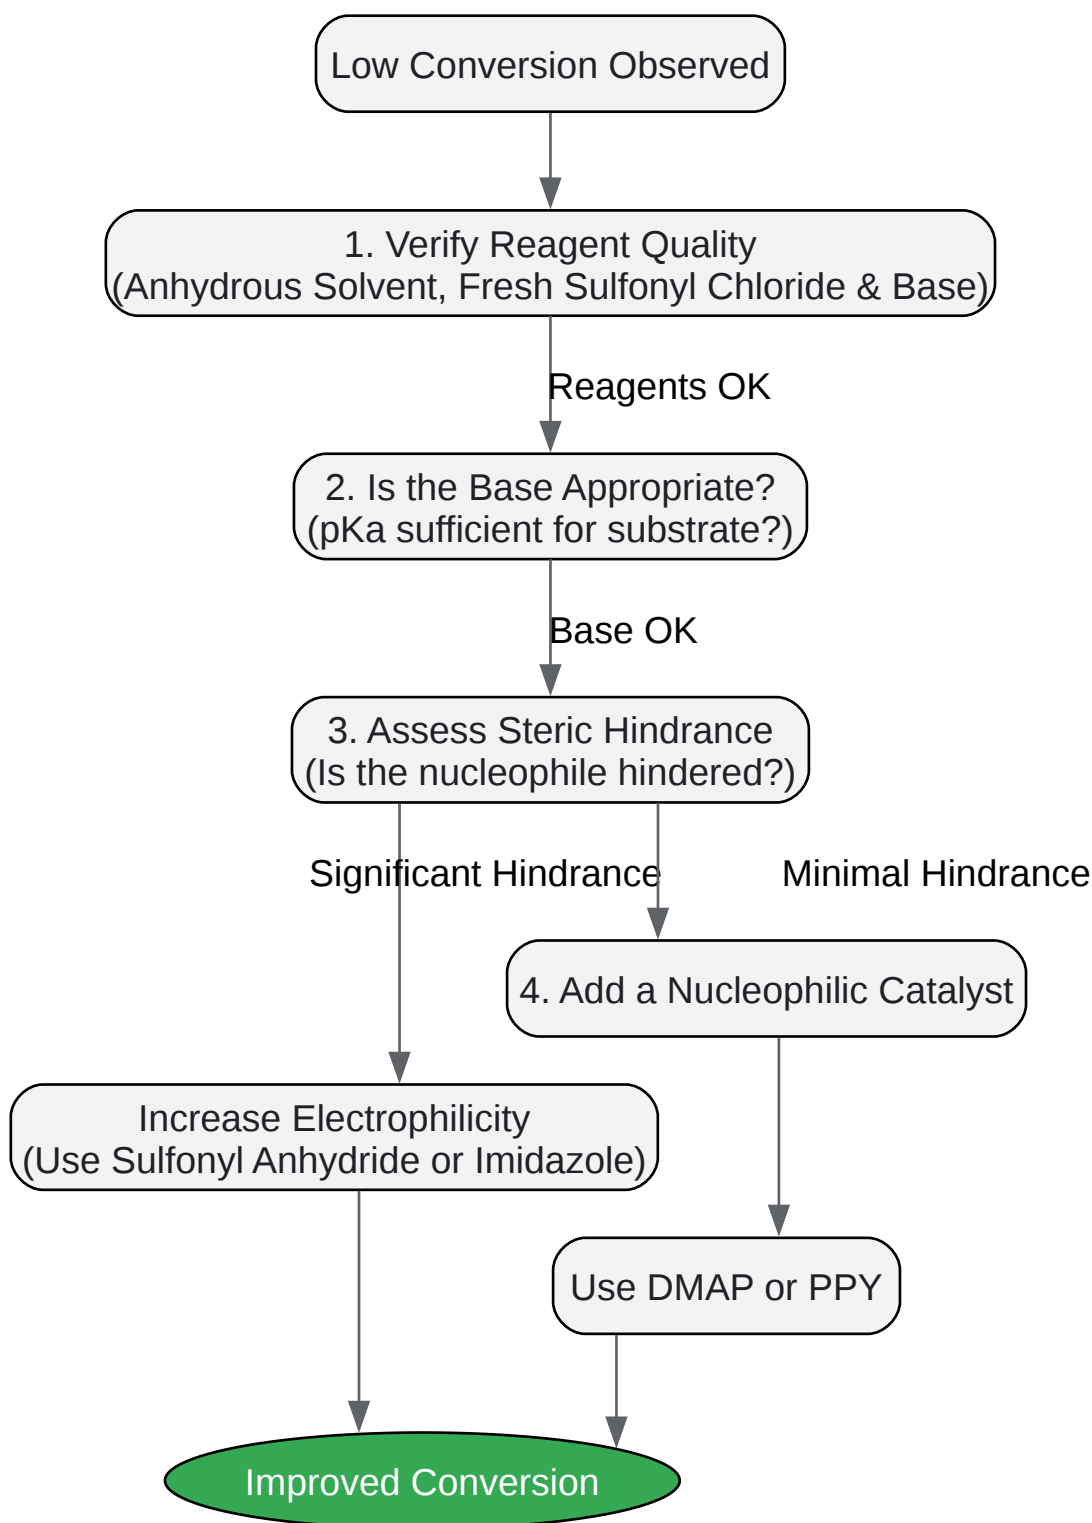 Low Conversion Observed
1. Verify Reagent Quality
(Anhydrous Solvent, Fresh Sulfonyl Chloride & Base)
Reagents OK
2. Is the Base Appropriate?
(pKa sufficient for substrate?)
Base OK
3. Assess Steric Hindrance
(Is the nucleophile hindered?)
Significant Hindrance
Minimal Hindrance
4. Add a Nucleophilic Catalyst
Increase Electrophilicity
(Use Sulfonyl Anhydride or Imidazole)
Use DMAP or PPY
Improved Conversion